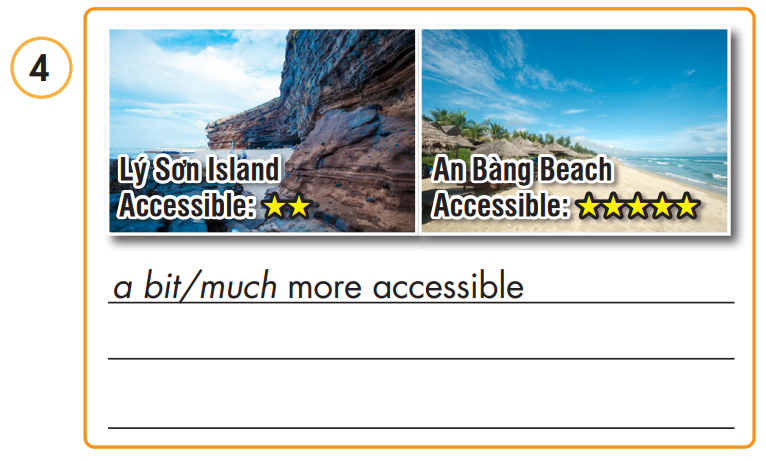 4
Lý Sơn Island
Accessible: ★★
An Bàng Beach
Accessible: ★★★★★
a bit/much more accessible